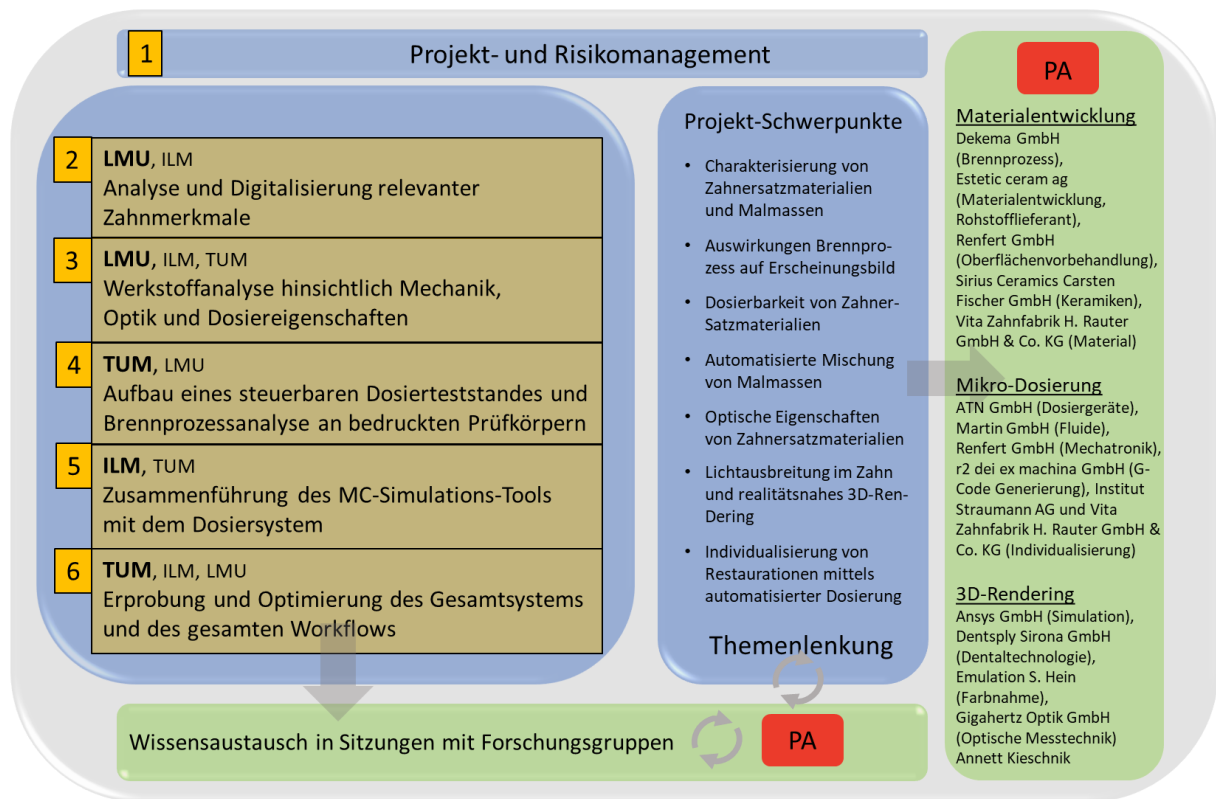 1
Projekt- und Risikomanagement
2
LMU, ILM
Analyse und Digitalisierung relevanter
Zahnmerkmale
3
LMU, ILM, TUM
Werkstoffanalyse hinsichtlich Mechanik,
Optik und Dosiereigenschaften
4
TUM, LMU
Aufbau eines steuerbaren Dosierteststandes und
Brennprozessanalyse an bedruckten Prüfkörpern
5
ILM, TUM
Zusammenführung des MC-Simulations-Tools
mit dem Dosiersystem
6
TUM, ILM, LMU
Erprobung und Optimierung des Gesamtsystems
und des gesamten Workflows
Projekt-Schwerpunkte
• Charakterisierung von
Zahnersatzmaterialien
und Malmassen
• Auswirkungen Brennpro-
zess auf Erscheinungsbild
• Dosierbarkeit von Zahner-
Satzmaterialien
• Automatisierte Mischung
von Malmassen
• Optische Eigenschaften
von Zahnersatzmaterialien
• Lichtausbreitung im Zahn
und realitätsnahes 3D-Ren-
Dering
• Individualisierung von
Restaurationen mittels
automatisierter Dosierung
Themenlenkung
Wissensaustausch in Sitzungen mit Forschungsgruppen
PA
PA
Materialentwicklung
Dekema GmbH
(Brennprozess),
Estetic ceram ag
(Materialentwicklung,
Rohstofflieferant),
Renfert GmbH
(Oberflächenvorbehandlung),
Sirius Ceramics Carsten
Fischer GmbH (Keramiken),
Vita Zahnfabrik H. Rauter
GmbH & Co. KG (Material)
Mikro-Dosierung
ATN GmbH (Dosiergeräte),
Martin GmbH (Fluide),
Renfert GmbH (Mechatronik),
r2 dei ex machina GmbH (G-
Code Generierung), Institut
Straumann AG und Vita
Zahnfabrik H. Rauter GmbH &
Co. KG (Individualisierung)
3D-Rendering
Ansys GmbH (Simulation),
Dentsply Sirona GmbH
(Dentaltechnologie),
Emulation S. Hein
(Farbnahme),
Gigahertz Optik GmbH
(Optische Messtechnik)
Annett Kieschnik